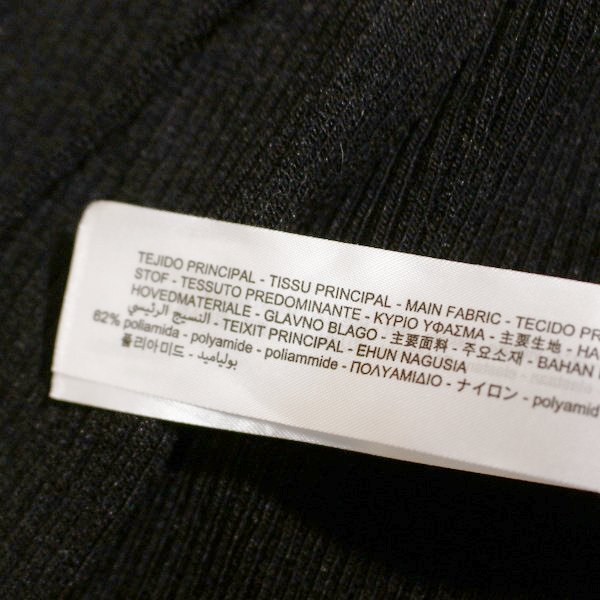 TEJIDO PRINCIPAL - TISSU PRINCIPAL - MAIN FABRIC - TECIDO PR
STOF - TESSUTO PREDOMINANTE - ΚΥΡΙΟ ΥΦΑΣΜΑ - 主要生地 - HA
HOVEDMATERIALE - GLAVNO BLAGO - 主要面料 - 주요소재 - BAHAN
النسيج الرئيسي - TEIXIT PRINCIPAL - EHUN NAGUSIA
62% poliamida - polyamide - poliammide - ΠΟΛΥΑΜΙΔΙΟ - ナイロン - polyamid
폴리아미드 - بولياميد